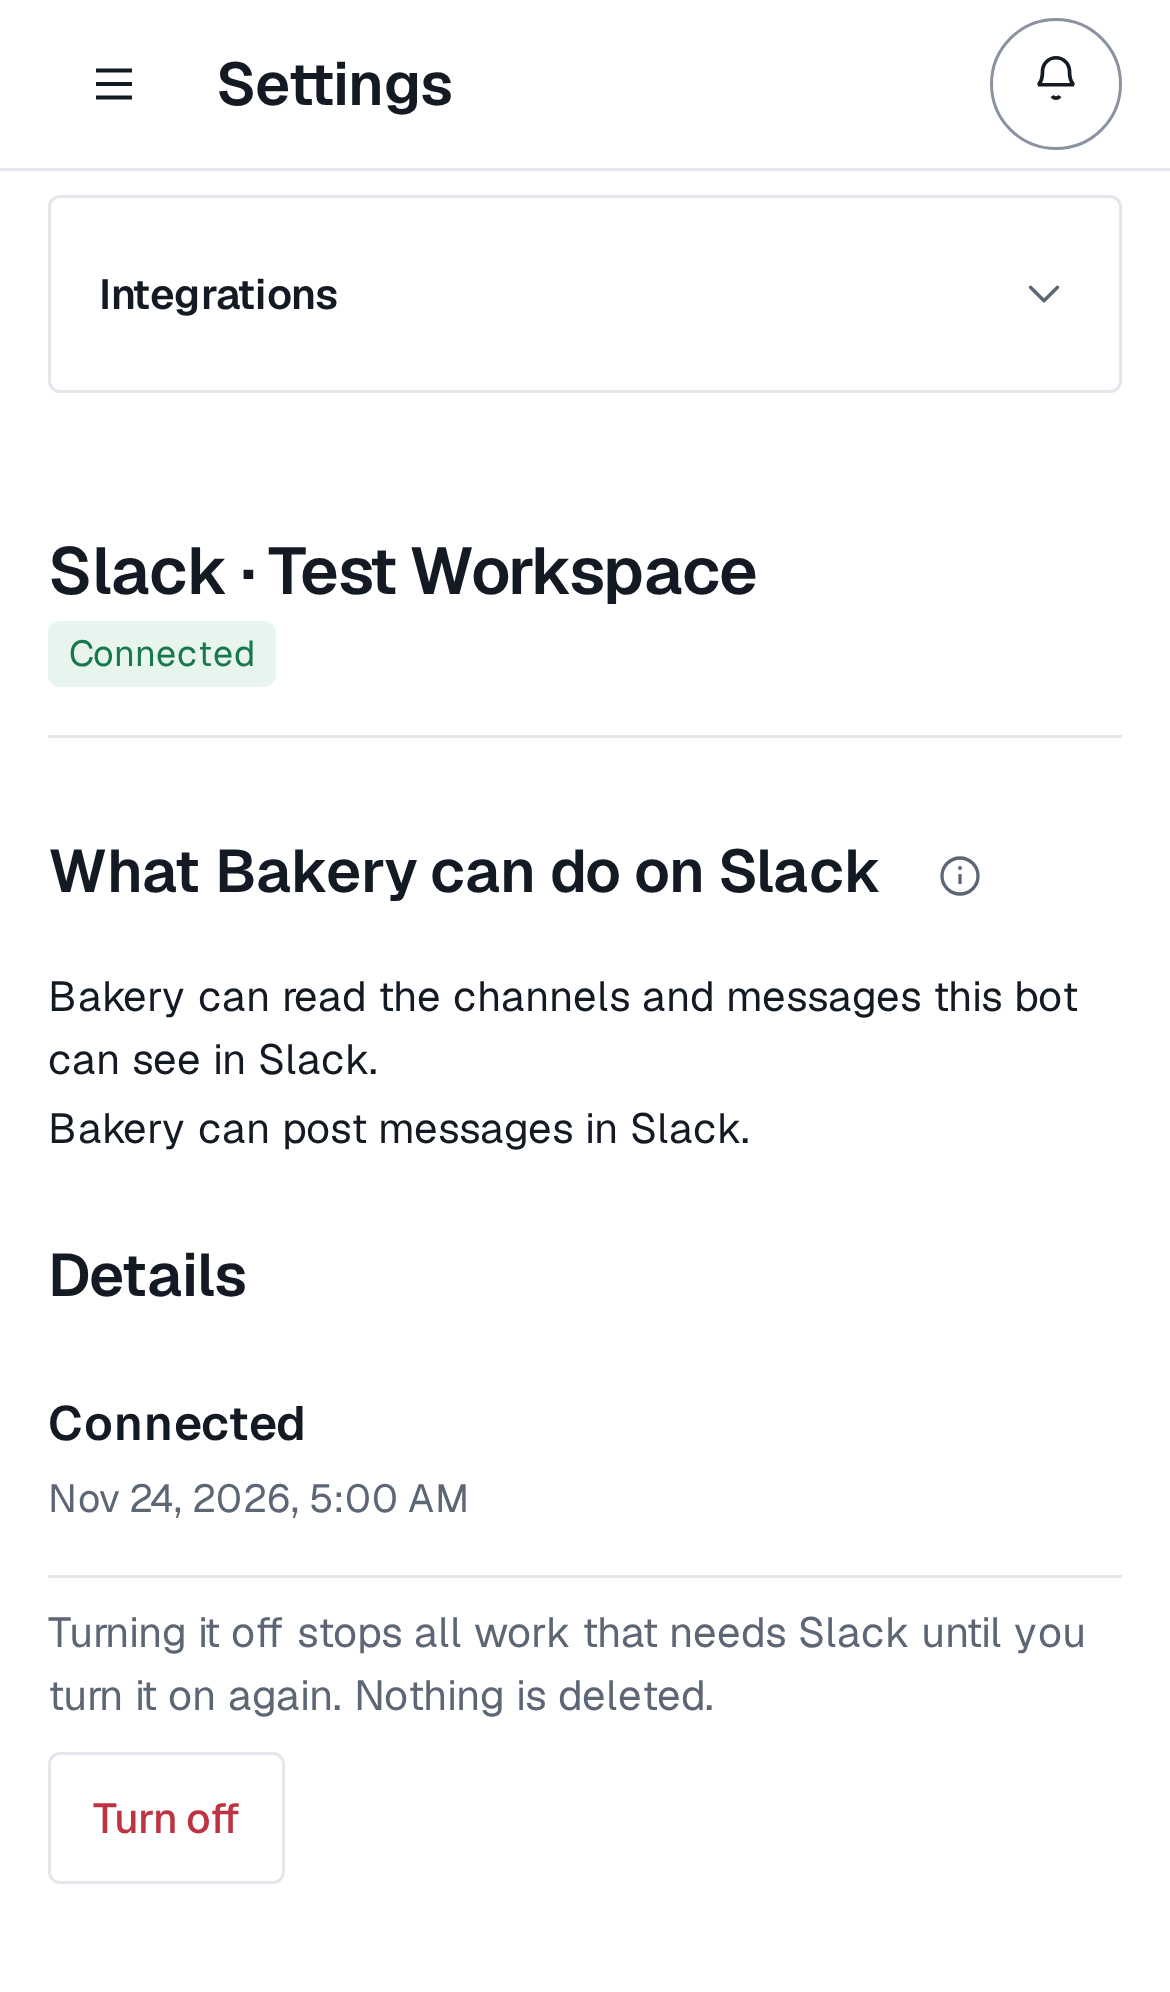 Settings
Integrations
Slack · Test Workspace
Connected
What Bakery can do on Slack
Bakery can read the channels and messages this bot
can see in Slack.
Bakery can post messages in Slack.
Details
Connected
Nov 24, 2026, 5:00 AM
Turning it off stops all work that needs Slack until you
turn it on again. Nothing is deleted.
Turn off